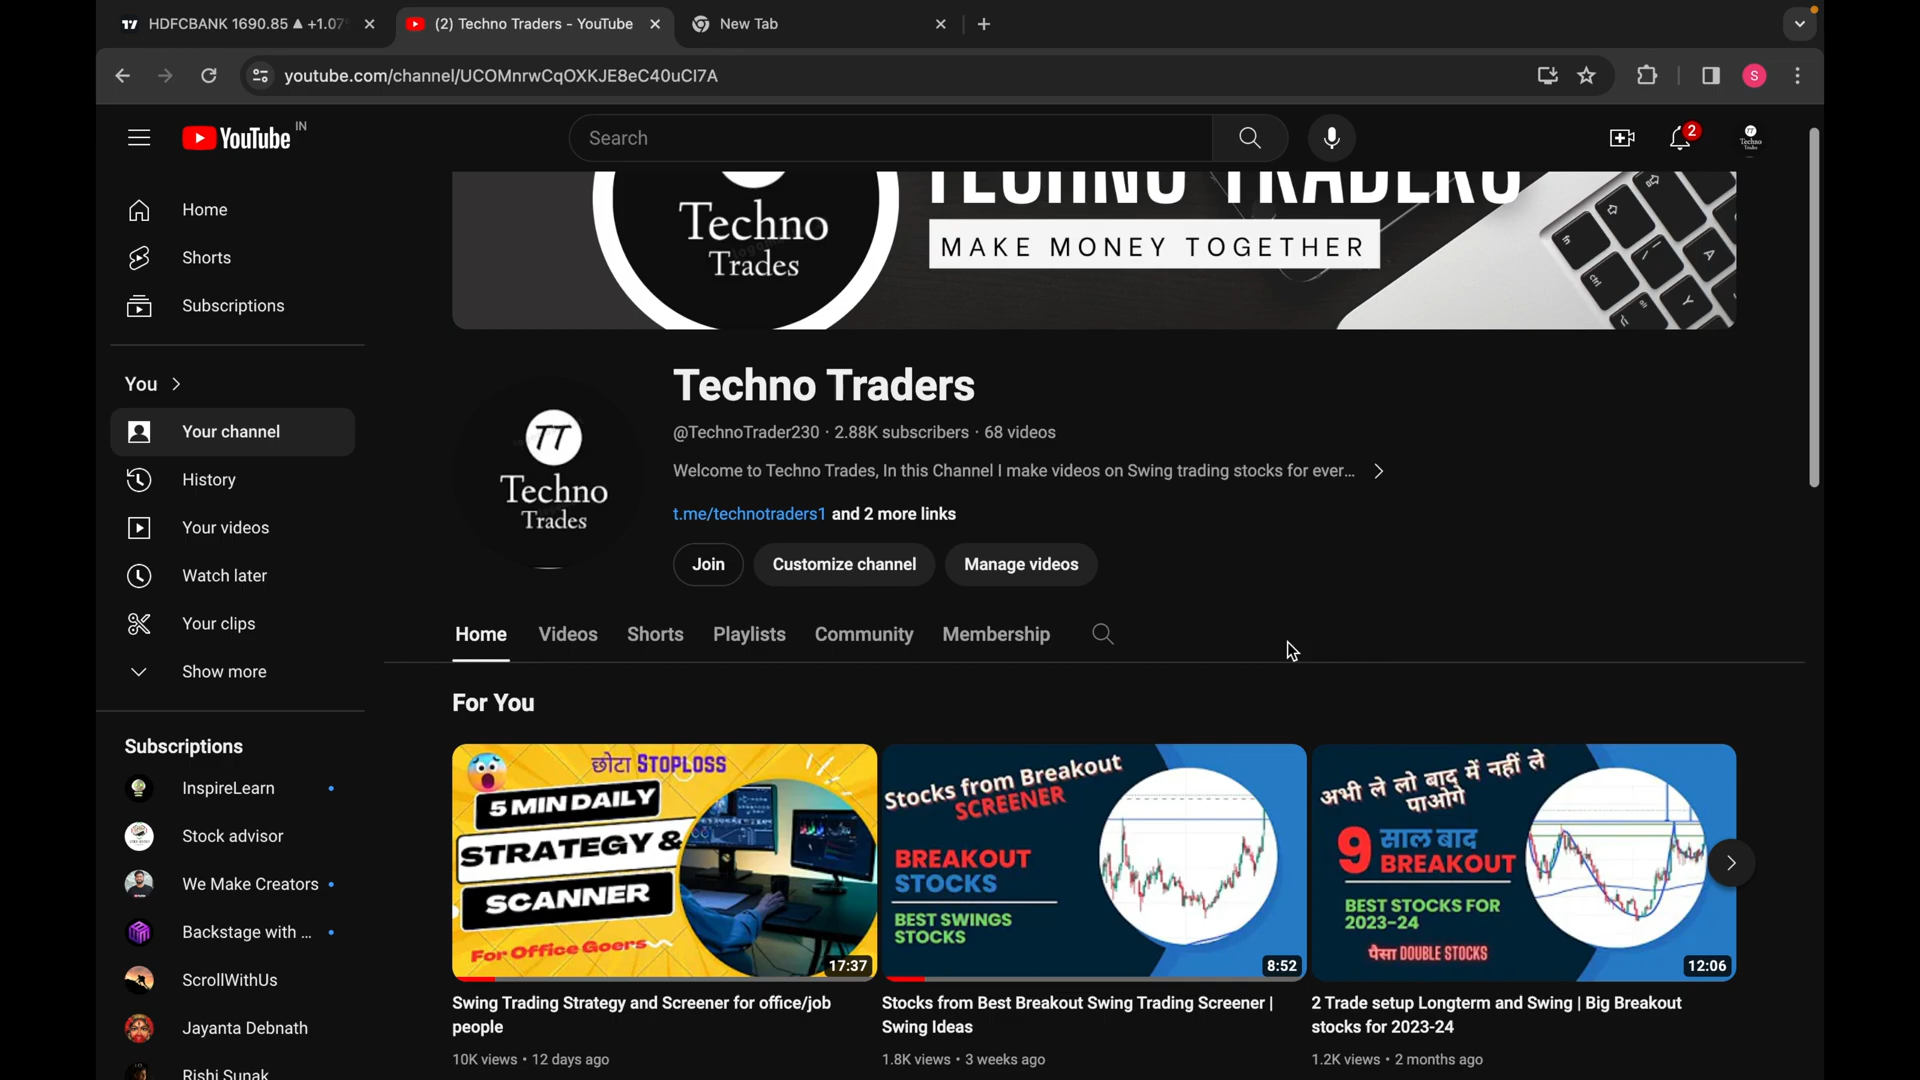 HDFCBANK 1690.85 ▲ +1.07
(2) Techno Traders - YouTube
New Tab
youtube.com/channel/UCOMnrwCqOXKJE8eC40uCI7A
S
YouTube IN
Search
2
TT
Techno
Trades
Home
Shorts
Subscriptions
You
Your channel
History
Your videos
Watch later
Your clips
Show more
Subscriptions
InspireLearn
Stock advisor
We Make Creators
Backstage with ...
ScrollWithUs
Jayanta Debnath
Rishi Sunak
Techno
Trades
TECHNO TRADERS
MAKE MONEY TOGETHER
fn
ctrl
A
Y
TT
Techno
Trades
Techno Traders
@TechnoTrader230 · 2.88K subscribers · 68 videos
Welcome to Techno Trades, In this Channel I make videos on Swing trading stocks for ever...
t.me/technotraders1 and 2 more links
Join
Customize channel
Manage videos
Home
Videos
Shorts
Playlists
Community
Membership
For You
छोटा STOPLOSS
5 MIN DAILY
STRATEGY &
SCANNER
For Office Goers
17:37
Swing Trading Strategy and Screener for office/job
people
10K views • 12 days ago
Stocks from Breakout
SCREENER
BREAKOUT
STOCKS
BEST SWINGS
STOCKS
8:52
Stocks from Best Breakout Swing Trading Screener |
Swing Ideas
1.8K views • 3 weeks ago
अभी ले लो बाद में नहीं ले
पाओगे
9 साल बाद
BREAKOUT
BEST STOCKS FOR
2023-24
पैसा DOUBLE STOCKS
12:06
2 Trade setup Longterm and Swing | Big Breakout
stocks for 2023-24
1.2K views • 2 months ago